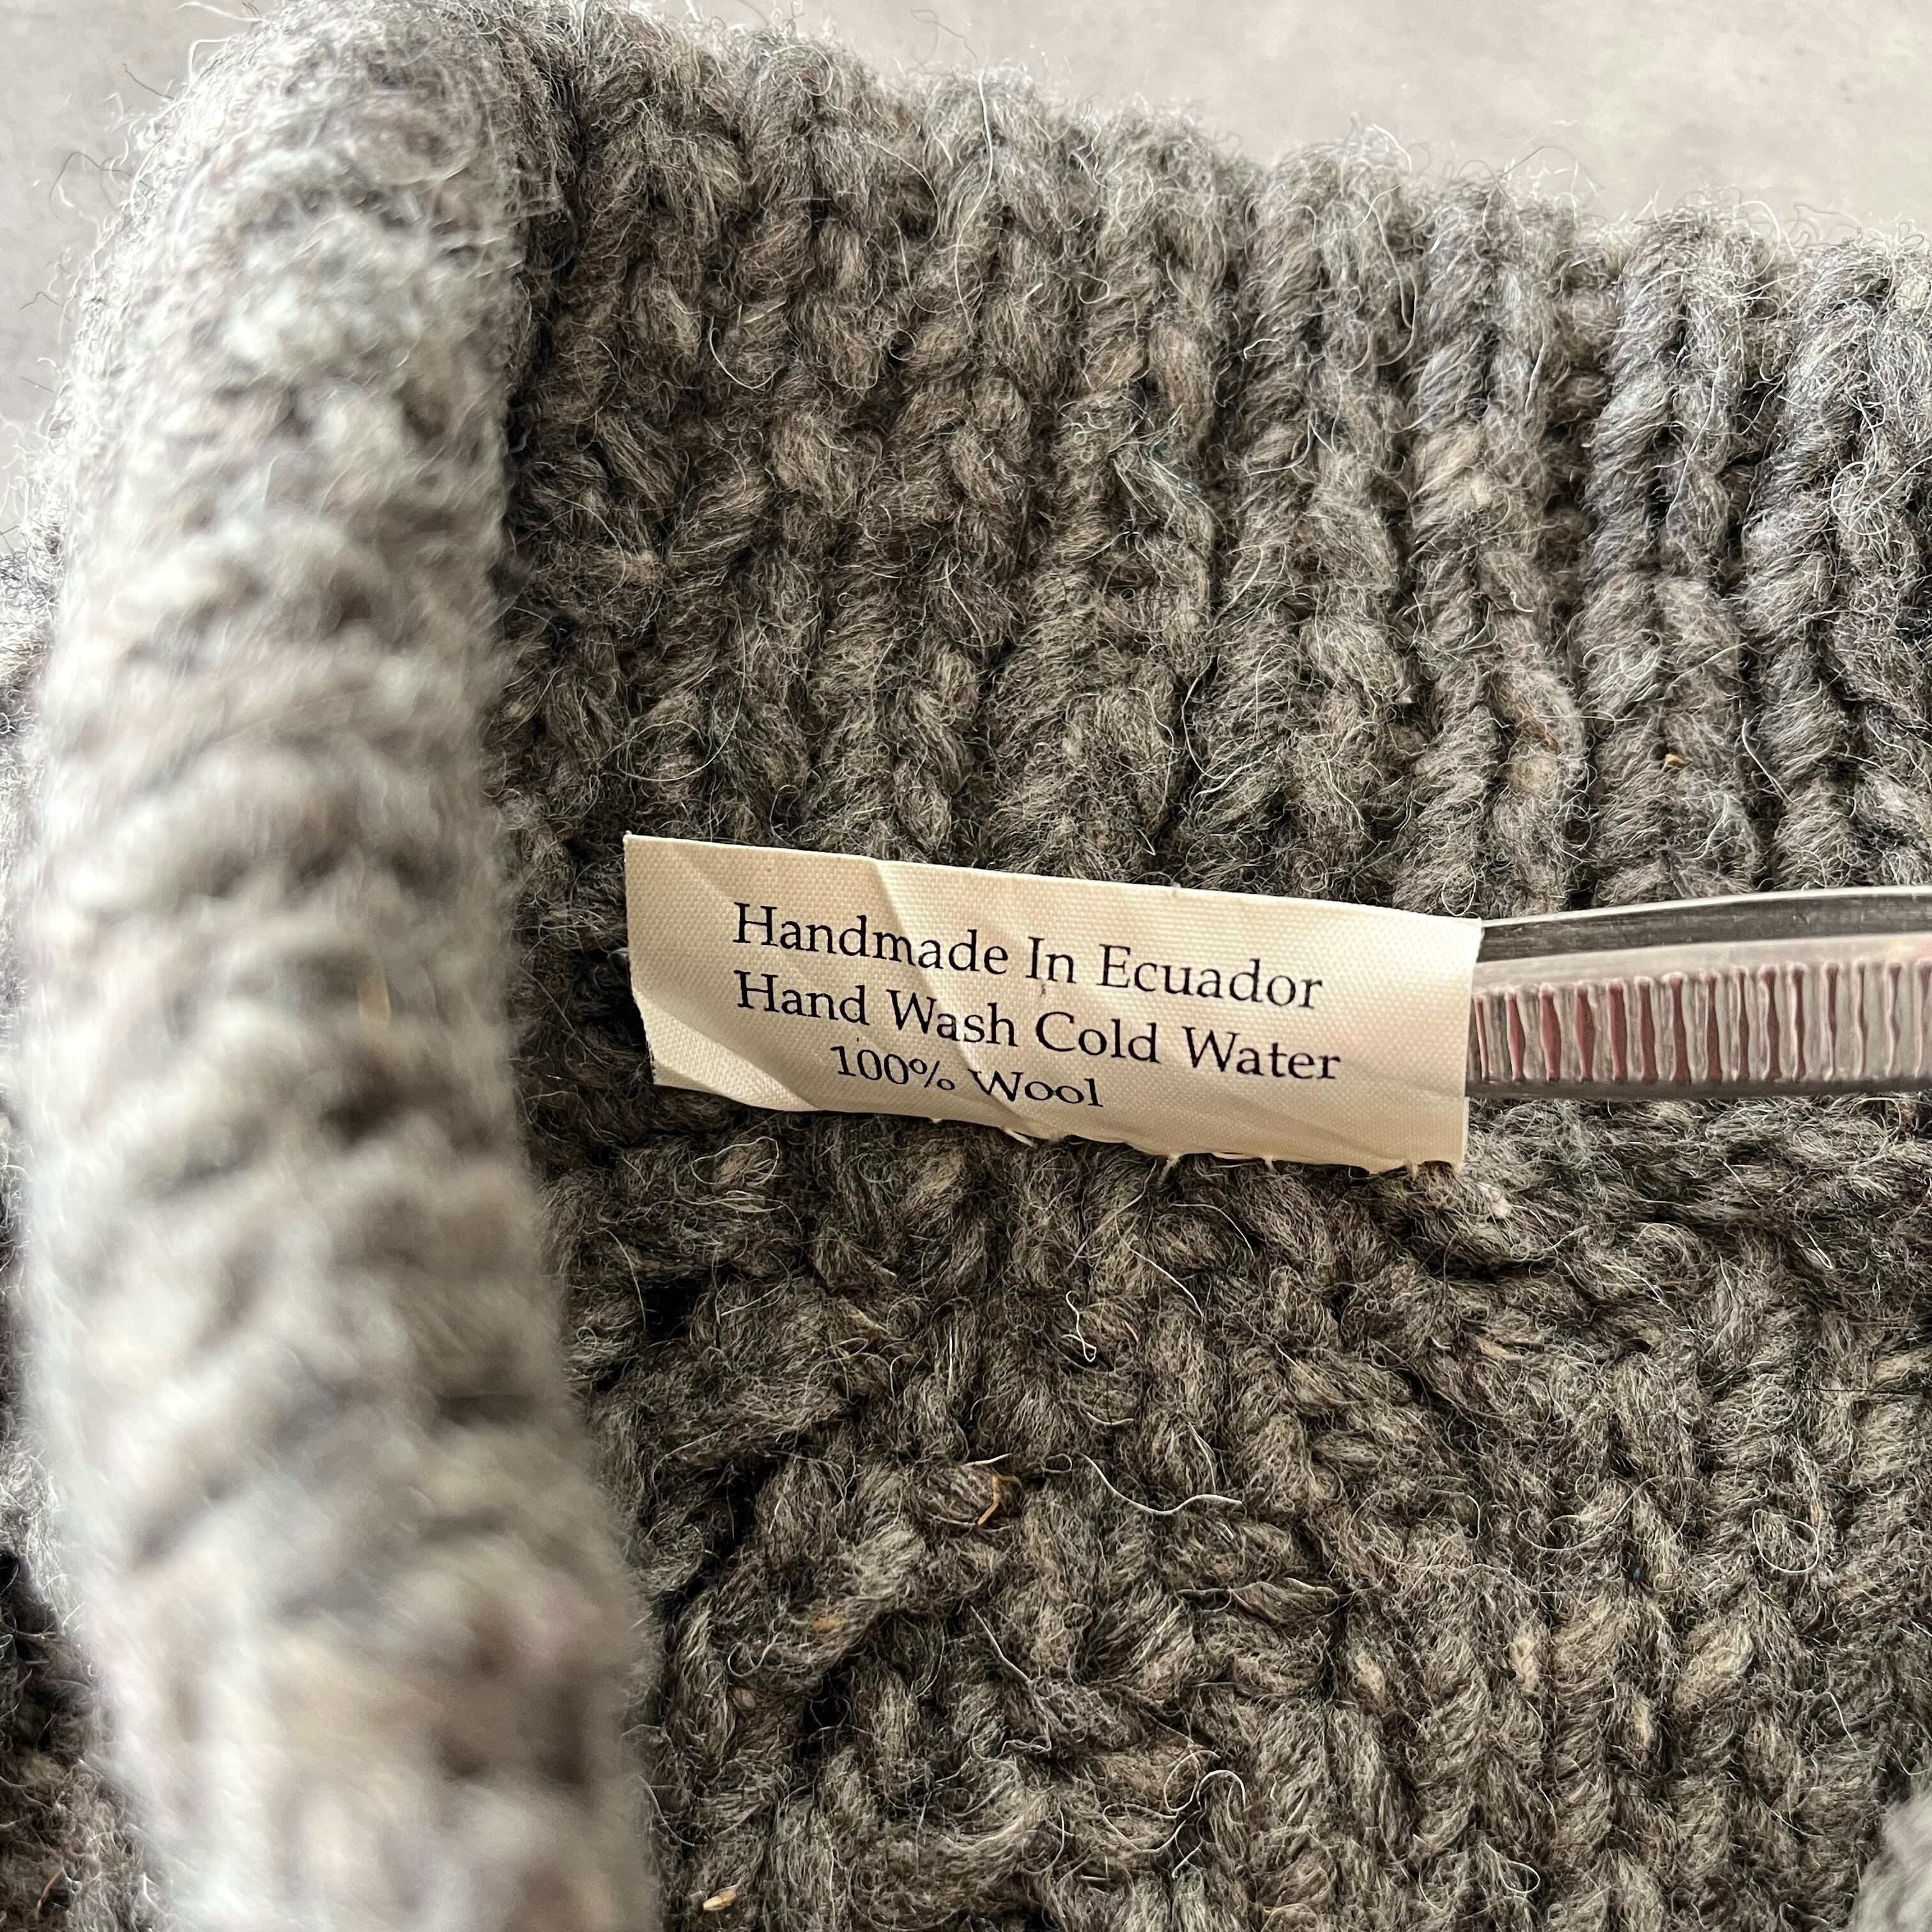 Handmade In Ecuador
Hand Wash Cold Water
100% Wool